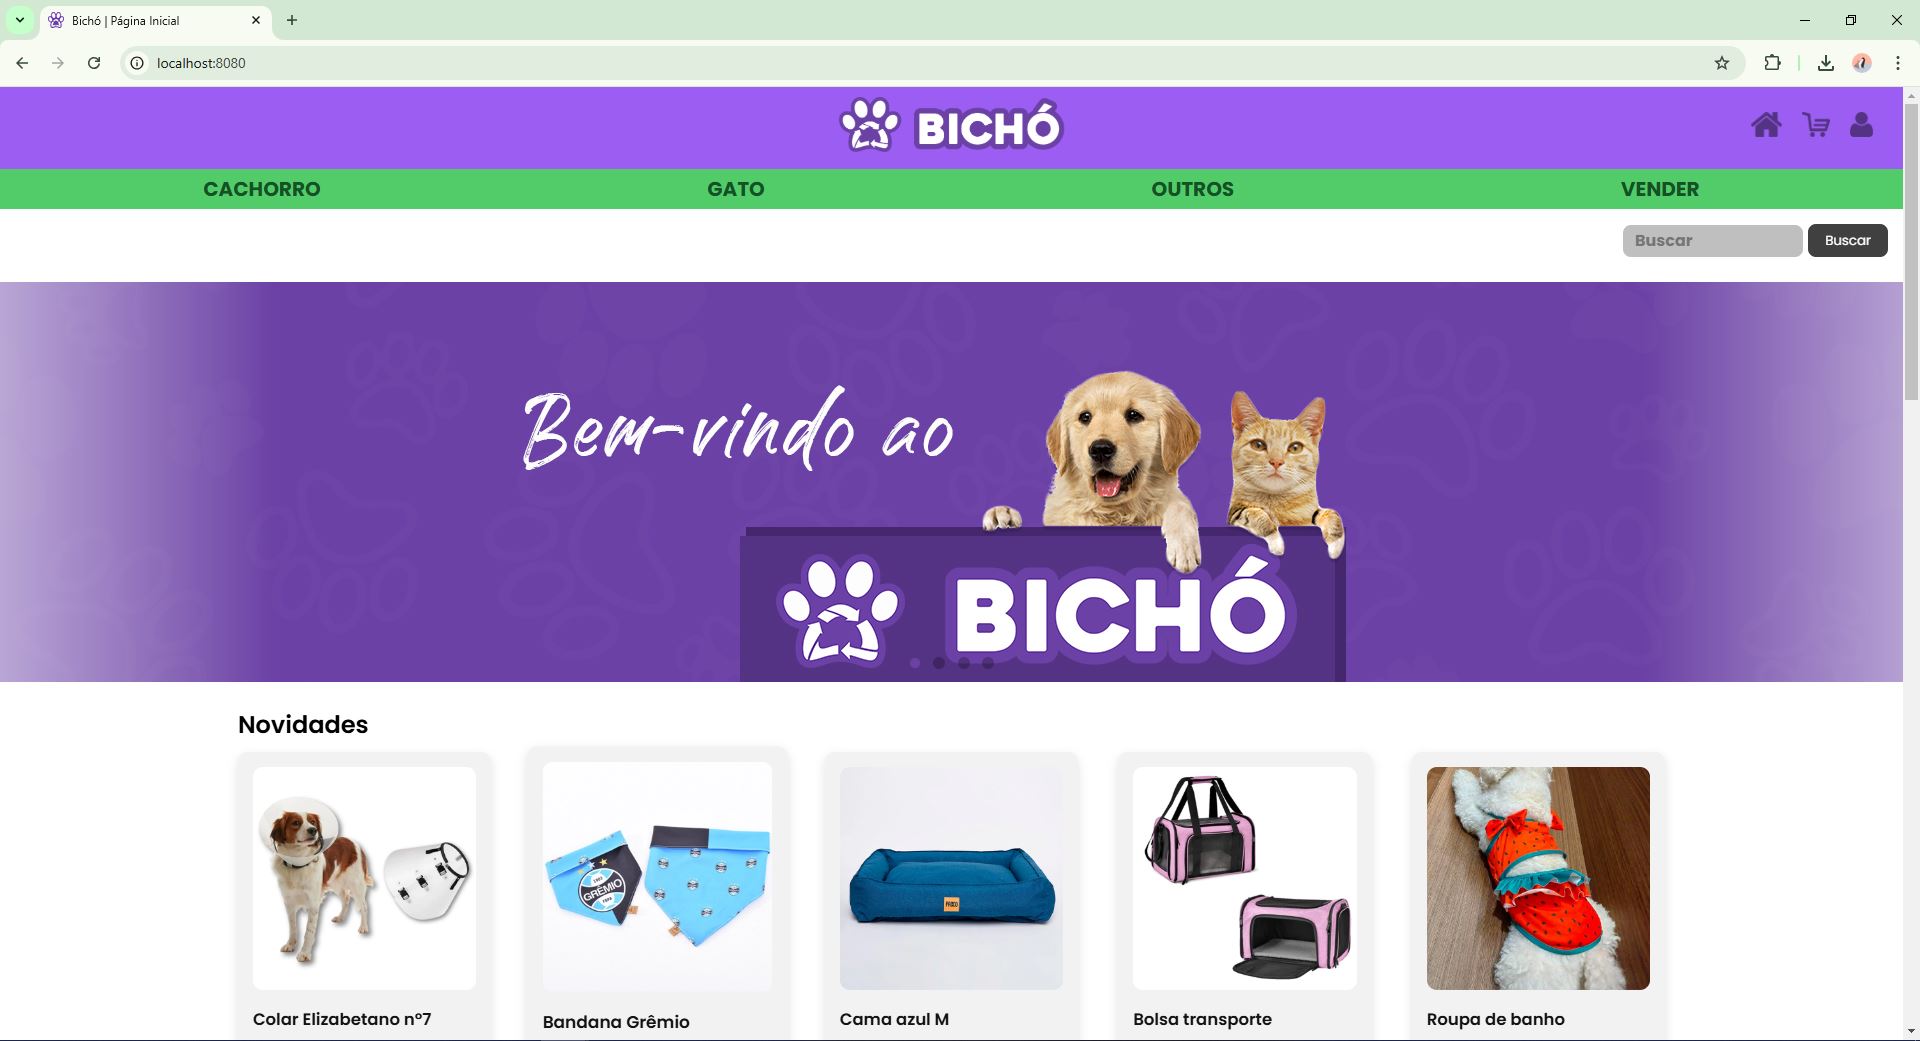 Bichó | Página Inicial
localhost:8080
BICHÓ
CACHORRO GATO OUTROS VENDER
Buscar Buscar
Bem-vindo ao
BICHÓ
Novidades
GRÊMIO
Colar Elizabetano nº7
Bandana Grêmio
Cama azul M
Bolsa transporte
Roupa de banho